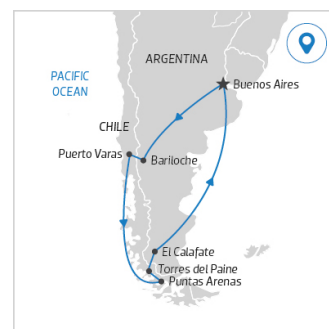 ARGENTINA
PACIFIC
OCEAN
Buenos Aires
CHILE
Puerto Varas
Bariloche
El Calafate
Torres del Paine
Puntas Arenas